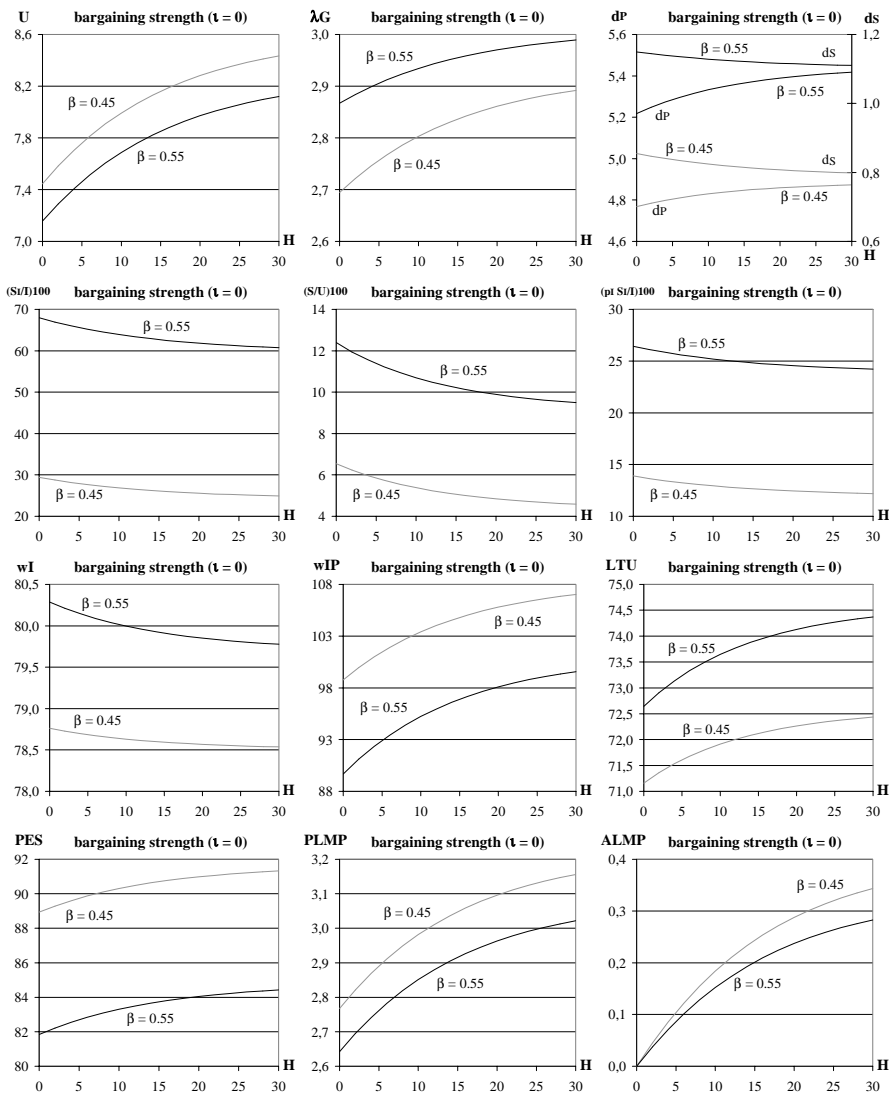 U bargaining strength (ι = 0)
8,6
8,2
7,8
7,4
7,0
β = 0.45
β = 0.55
H
0 5 10 15 20 25 30
λG bargaining strength (ι = 0)
3,0
2,9
2,8
2,7
2,6
β = 0.55
β = 0.45
H
0 5 10 15 20 25 30
dP bargaining strength (ι = 0) dS
5,6 1,2
5,4
5,2 1,0
5,0
4,8 0,8
4,6 0,6
β = 0.55 dS
β = 0.55
dP
β = 0.45 dS
β = 0.45
dP
H
0 5 10 15 20 25 30
(SI/I)100 bargaining strength (ι = 0)
70
60
50
40
30
20
β = 0.55
β = 0.45
H
0 5 10 15 20 25 30
(S/U)100 bargaining strength (ι = 0)
14
12
10
8
6
4
β = 0.55
β = 0.45
H
0 5 10 15 20 25 30
(pI SI/I)100 bargaining strength (ι = 0)
30
25
20
15
10
β = 0.55
β = 0.45
H
0 5 10 15 20 25 30
wI bargaining strength (ι = 0)
80,5
80,0
79,5
79,0
78,5
78,0
β = 0.55
β = 0.45
H
0 5 10 15 20 25 30
wIP bargaining strength (ι = 0)
108
103
98
93
88
β = 0.45
β = 0.55
H
0 5 10 15 20 25 30
LTU bargaining strength (ι = 0)
75,0
74,5
74,0
73,5
73,0
72,5
72,0
71,5
71,0
β = 0.55
β = 0.45
H
0 5 10 15 20 25 30
PES bargaining strength (ι = 0)
92
90
88
86
84
82
80
β = 0.45
β = 0.55
H
0 5 10 15 20 25 30
PLMP bargaining strength (ι = 0)
3,2
3,1
3,0
2,9
2,8
2,7
2,6
β = 0.45
β = 0.55
H
0 5 10 15 20 25 30
ALMP bargaining strength (ι = 0)
0,4
0,3
0,2
0,1
0,0
β = 0.45
β = 0.55
H
0 5 10 15 20 25 30